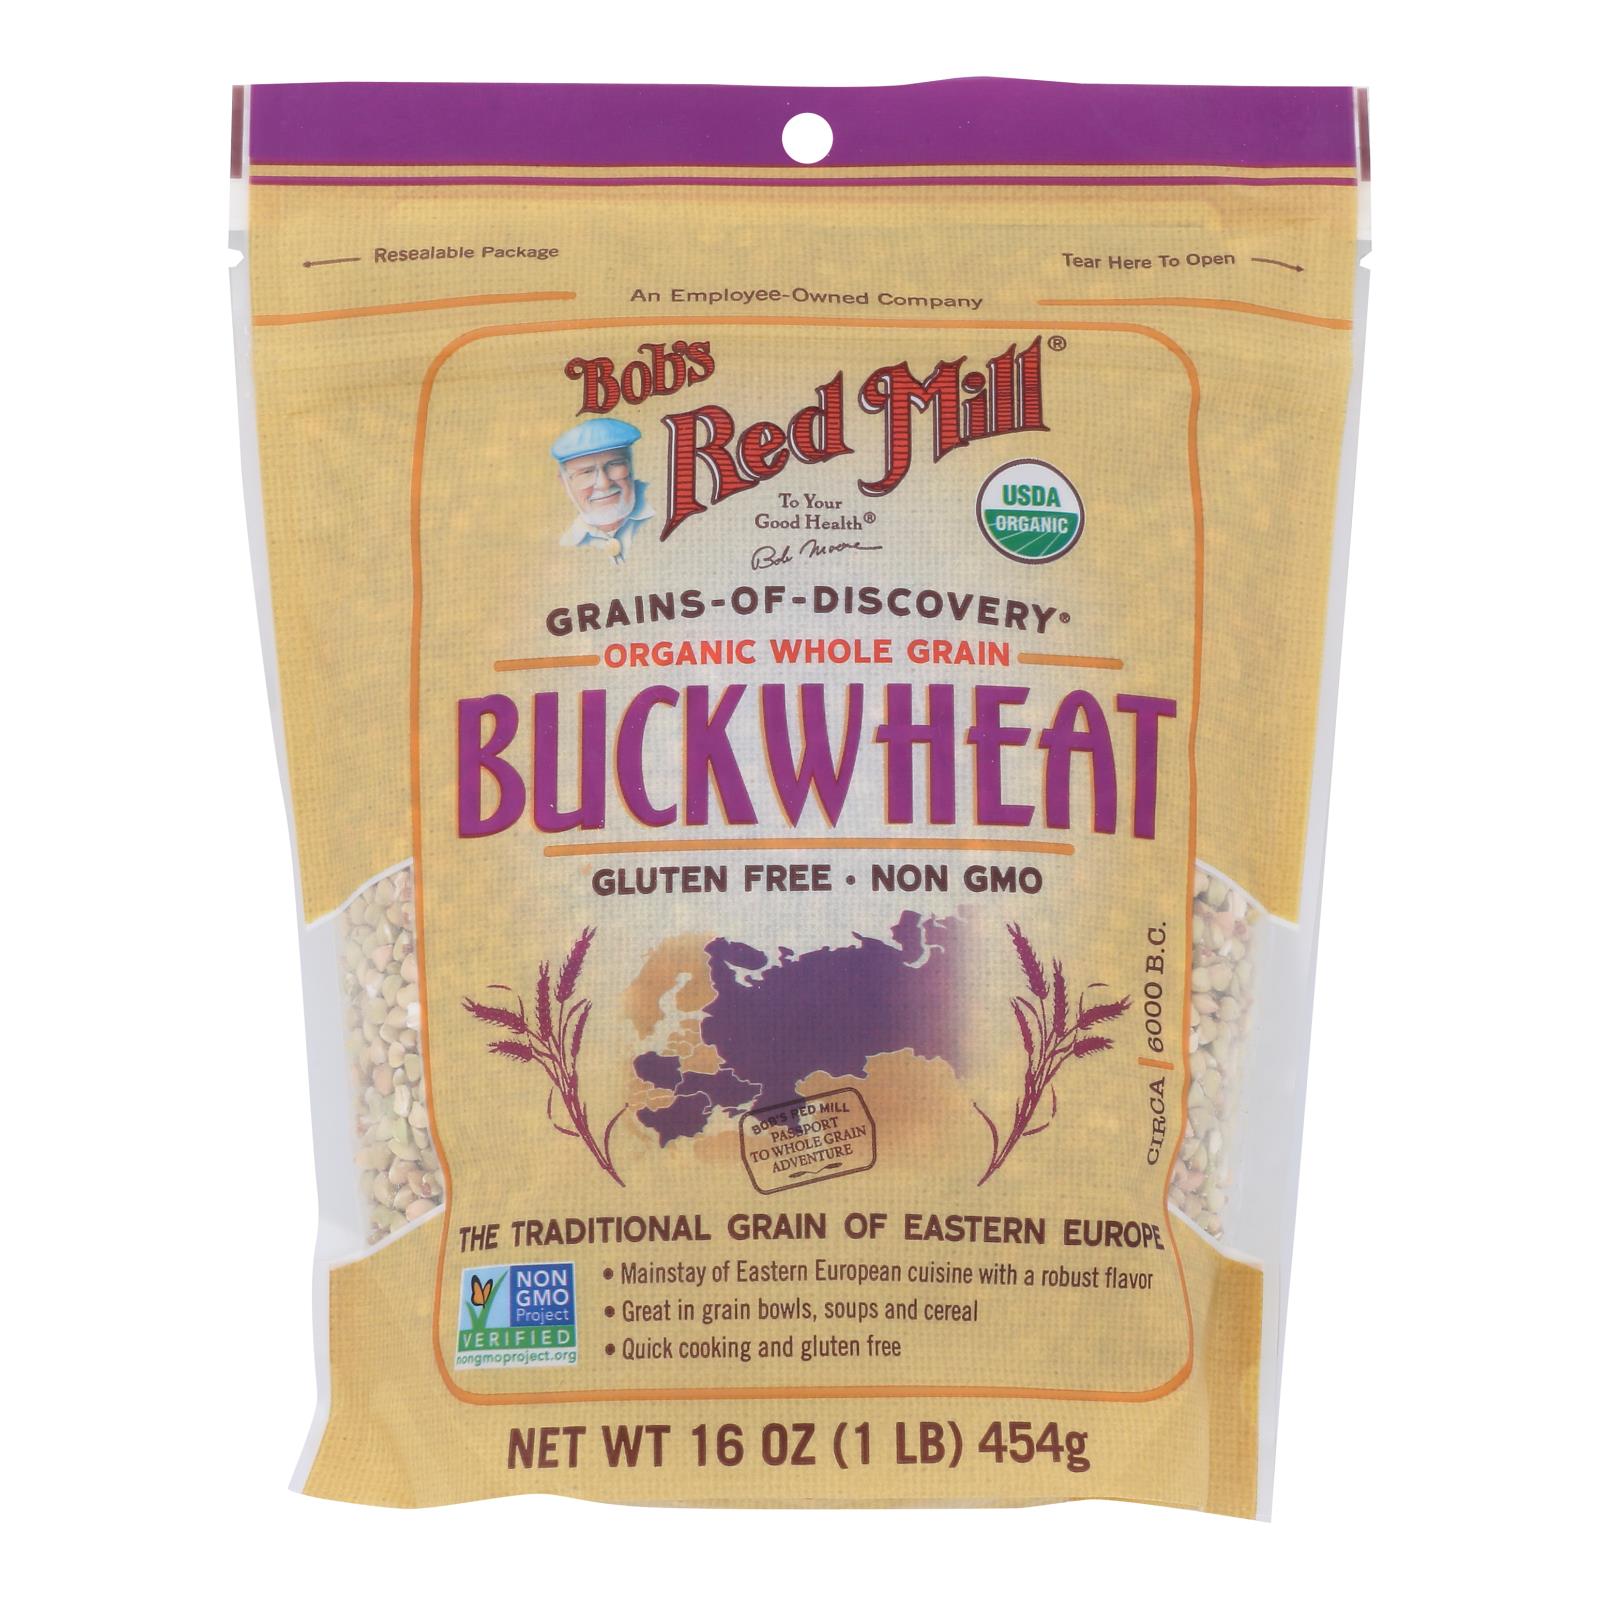 Resealable Package
Tear Here To Open
An Employee-Owned Company
Bob's
Red Mill®
To Your
Good Health®
Bob Moore
USDA
ORGANIC
GRAINS-OF-DISCOVERY®
ORGANIC WHOLE GRAIN
BUCKWHEAT
GLUTEN FREE • NON GMO
CIRCA | 6000 B.C.
BOB'S RED MILL
PASSPORT
TO WHOLE GRAIN
ADVENTURE
THE TRADITIONAL GRAIN OF EASTERN EUROPE
NON
GMO
Project
VERIFIED
nongmoproject.org
• Mainstay of Eastern European cuisine with a robust flavor
• Great in grain bowls, soups and cereal
• Quick cooking and gluten free
NET WT 16 OZ (1 LB) 454g